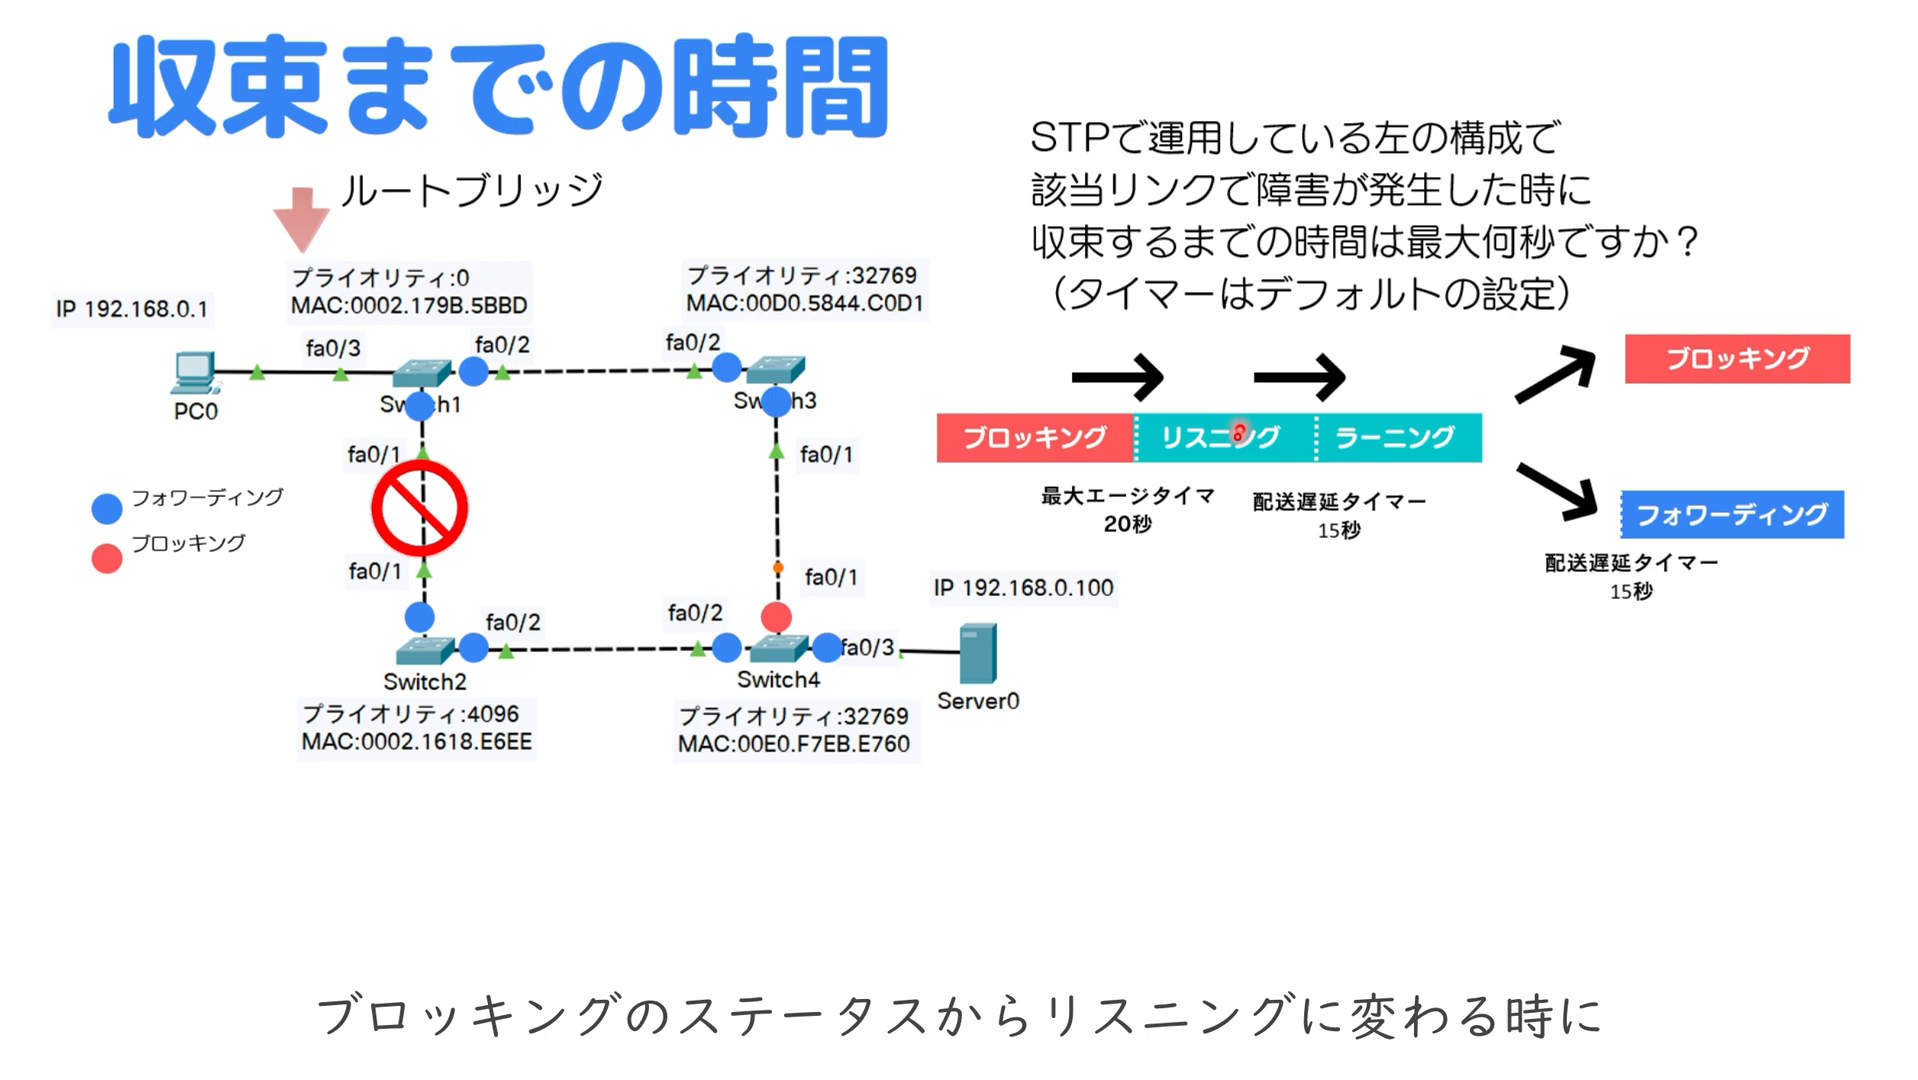 収束までの時間
ルートブリッジ
STPで運用している左の構成で
該当リンクで障害が発生した時に
収束するまでの時間は最大何秒ですか？
（タイマーはデフォルトの設定）
プライオリティ:0
MAC:0002.179B.5BBD
プライオリティ:32769
MAC:00D0.5844.C0D1
IP 192.168.0.1
fa0/3
fa0/2
fa0/2
PC0
Switch1
Switch3
fa0/1
fa0/1
フォワーディング
ブロッキング
fa0/1
fa0/1
fa0/2
fa0/2
fa0/3
IP 192.168.0.100
Switch2
Switch4
Server0
プライオリティ:4096
MAC:0002.1618.E6EE
プライオリティ:32769
MAC:00E0.F7EB.E760
ブロッキング
リスニング
ラーニング
ブロッキング
フォワーディング
最大エージタイマ
20秒
配送遅延タイマー
15秒
配送遅延タイマー
15秒
ブロッキングのステータスからリスニングに変わる時に